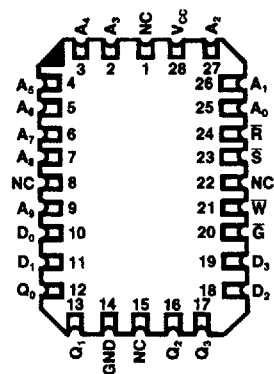 A₄ A₃ NC V_CC A₂
3 2 1 28 27
A₅ 4 26 A₁
A₆ 5 25 A₀
A₇ 6 24 R̅
A₈ 7 23 S̅
NC 8 22 NC
A₉ 9 21 W̅
D₀ 10 20 G̅
D₁ 11 19 D₃
Q₀ 12 18 D₂
13 14 15 16 17
Q₁ GND NC Q₂ Q₃